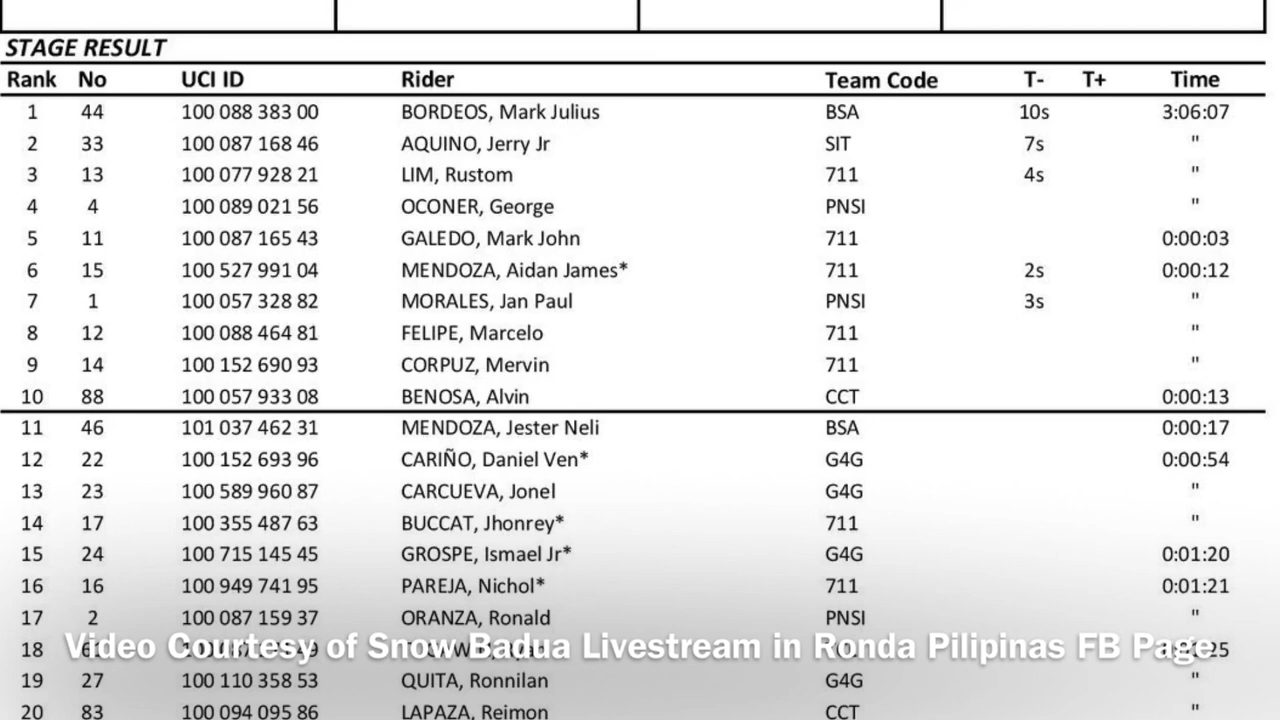 STAGE RESULT
Rank No UCI ID Rider Team Code T- T+ Time
1 44 100 088 383 00 BORDEOS, Mark Julius BSA 10s 3:06:07
2 33 100 087 168 46 AQUINO, Jerry Jr SIT 7s "
3 13 100 077 928 21 LIM, Rustom 711 4s "
4 4 100 089 021 56 OCONER, George PNSI "
5 11 100 087 165 43 GALEDO, Mark John 711 0:00:03
6 15 100 527 991 04 MENDOZA, Aidan James* 711 2s 0:00:12
7 1 100 057 328 82 MORALES, Jan Paul PNSI 3s "
8 12 100 088 464 81 FELIPE, Marcelo 711 "
9 14 100 152 690 93 CORPUZ, Mervin 711 "
10 88 100 057 933 08 BENOSA, Alvin CCT 0:00:13
11 46 101 037 462 31 MENDOZA, Jester Neli BSA 0:00:17
12 22 100 152 693 96 CARIÑO, Daniel Ven* G4G 0:00:54
13 23 100 589 960 87 CARCUEVA, Jonel G4G "
14 17 100 355 487 63 BUCCAT, Jhonrey* 711 "
15 24 100 715 145 45 GROSPE, Ismael Jr* G4G 0:01:20
16 16 100 949 741 95 PAREJA, Nichol* 711 0:01:21
17 2 100 087 159 37 ORANZA, Ronald PNSI "
18
Video Courtesy of Snow Badua Livestream in Ronda Pilipinas FB Page
19 27 100 110 358 53 QUITA, Ronnilan G4G "
20 83 100 094 095 86 LAPAZA, Reimon CCT "